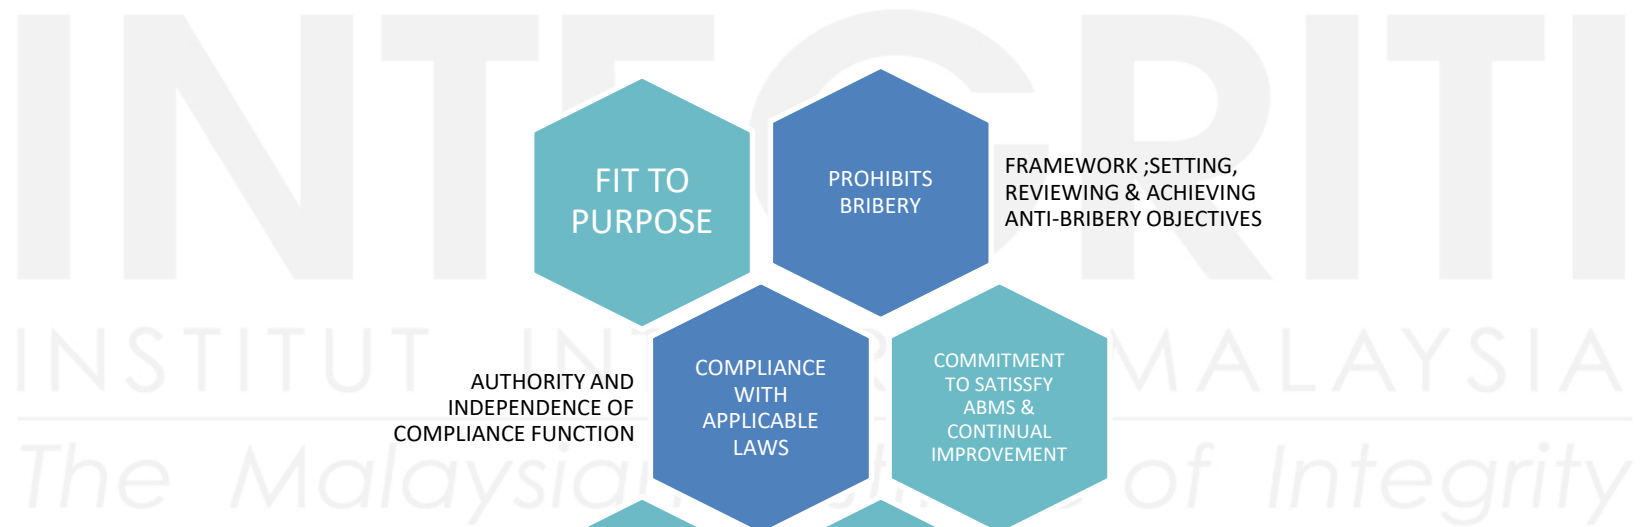 INTEGRITI
FIT TO
PURPOSE
PROHIBITS
BRIBERY
FRAMEWORK ;SETTING,
REVIEWING & ACHIEVING
ANTI-BRIBERY OBJECTIVES
INSTITUT MALAYSIA
AUTHORITY AND
INDEPENDENCE OF
COMPLIANCE FUNCTION
COMPLIANCE
WITH
APPLICABLE
LAWS
COMMITMENT
TO SATISSFY
ABMS &
CONTINUAL
IMPROVEMENT
The Malaysian of Integrity